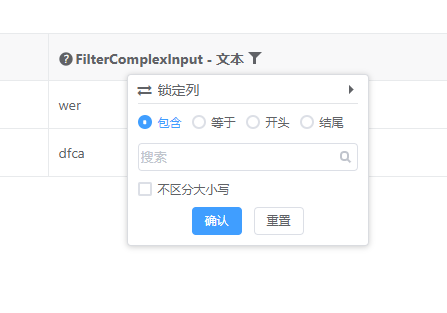 FilterComplexInput - 文本
wer
锁定列
包含 等于 开头 结尾
dfca
搜索
不区分大小写
确认 重置